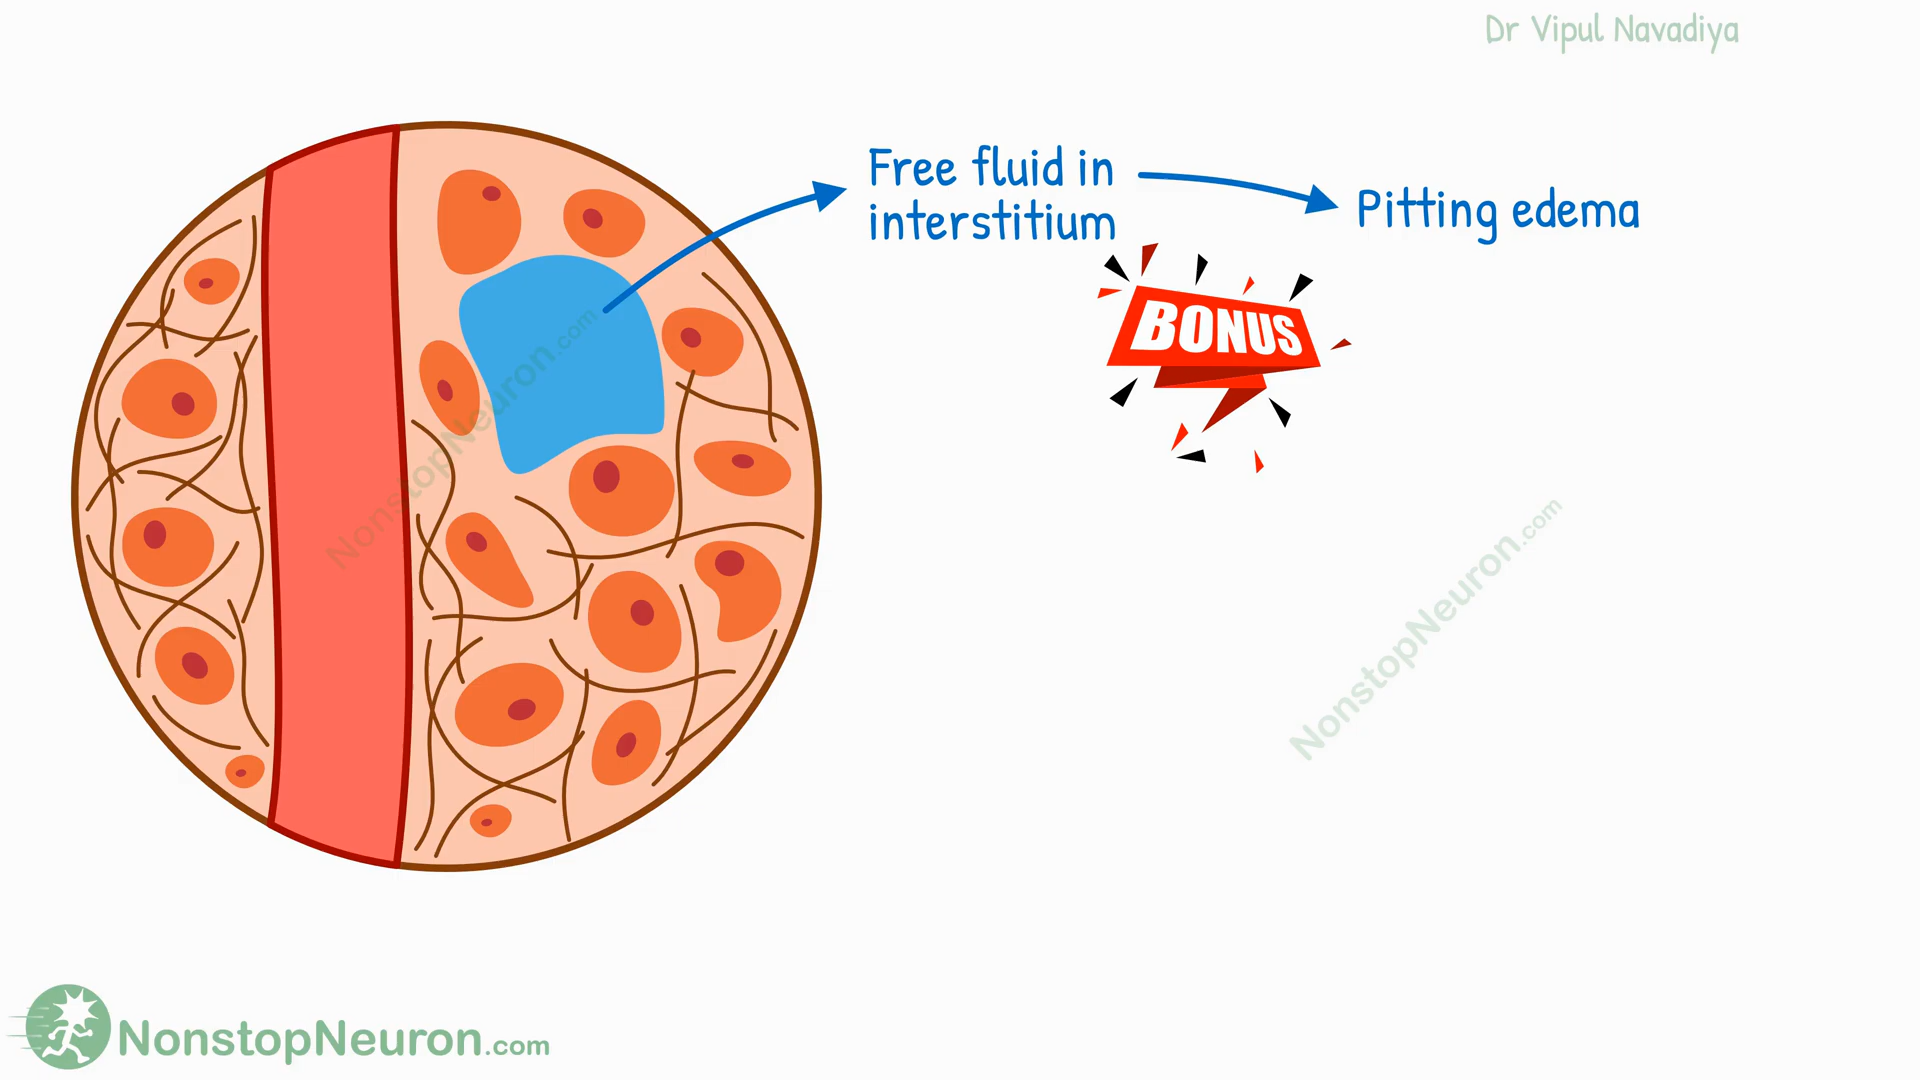 Dr Vipul Navadiya
Free fluid in
interstitium
Pitting edema
BONUS
NonstopNeuron.com
NonstopNeuron.com
NonstopNeuron.com